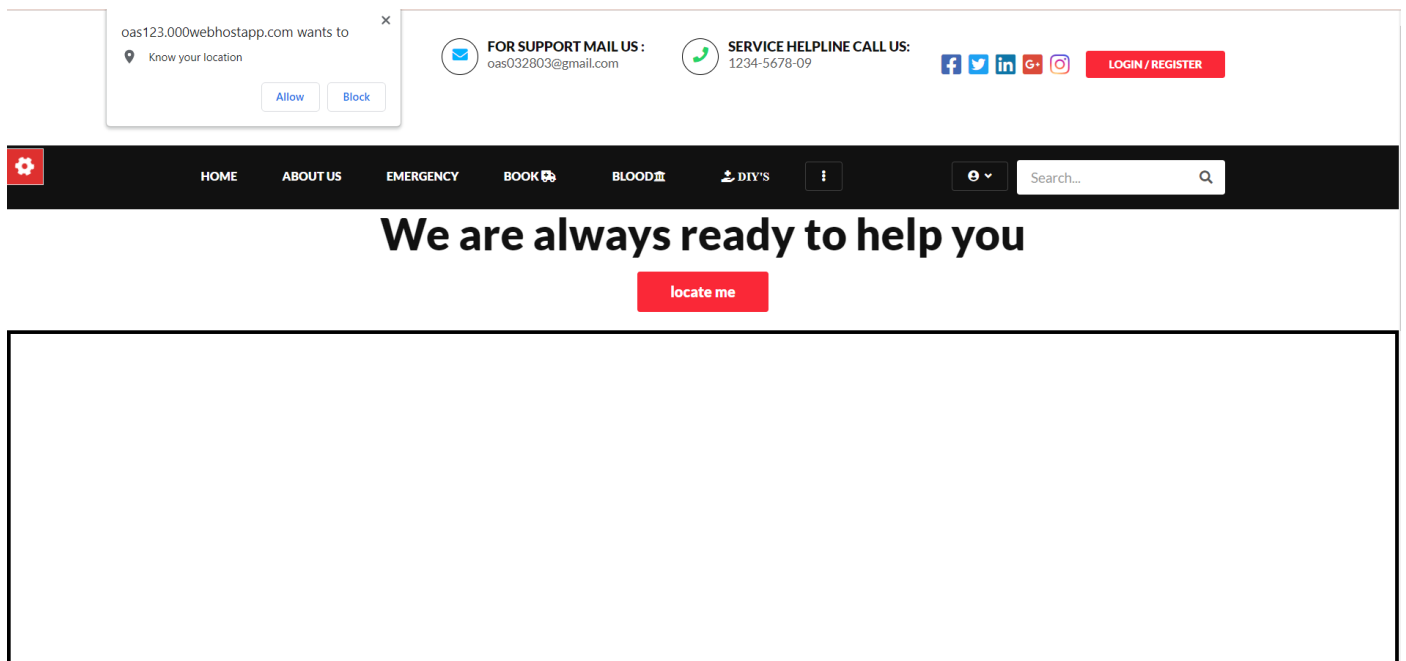 oas123.000webhostapp.com wants to
Know your location
Allow
Block
FOR SUPPORT MAIL US :
oas032803@gmail.com
SERVICE HELPLINE CALL US:
1234-5678-09
LOGIN / REGISTER
HOME
ABOUT US
EMERGENCY
BOOK
BLOOD
DIY'S
Search...
We are always ready to help you
locate me